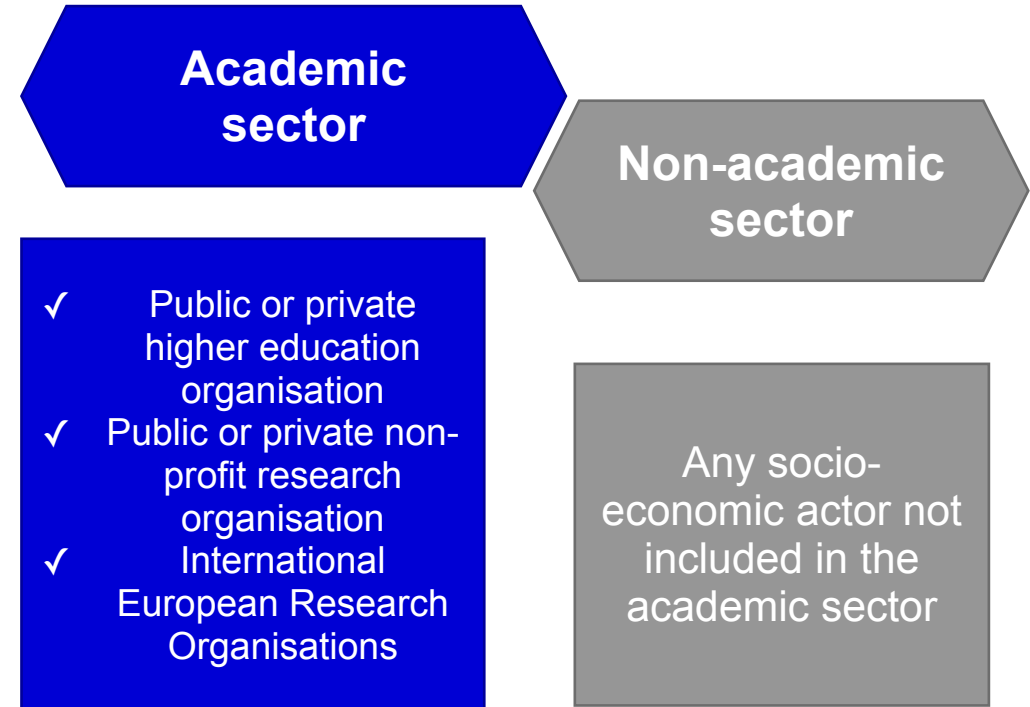 Academic
sector
Non-academic
sector
✓ Public or private
higher education
organisation
✓ Public or private non-
profit research
organisation
✓ International
European Research
Organisations
Any socio-
economic actor not
included in the
academic sector